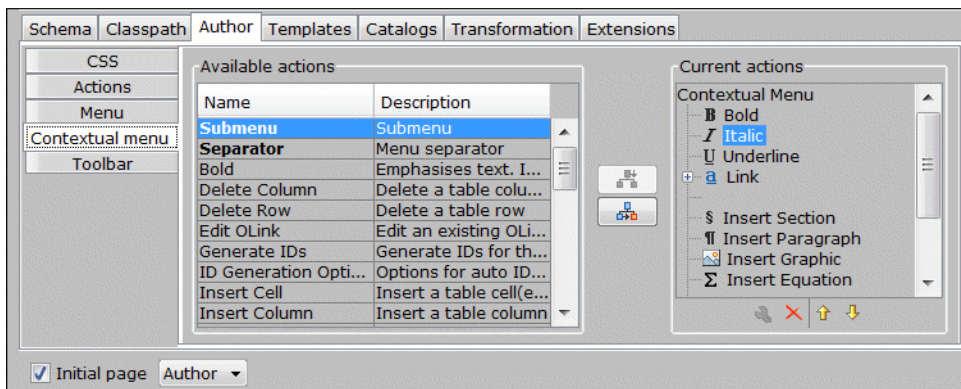 Schema Classpath Author Templates Catalogs Transformation Extensions
CSS
Actions
Menu
Contextual menu
Toolbar
Available actions
Name Description
Submenu Submenu
Separator Menu separator
Bold Emphasises text. I...
Delete Column Delete a table colu...
Delete Row Delete a table row
Edit OLink Edit an existing OLi...
Generate IDs Generate IDs for th...
ID Generation Opti... Options for auto ID...
Insert Cell Insert a table cell(e...
Insert Column Insert a table column
Current actions
Contextual Menu
B Bold
I Italic
U Underline
a Link
§ Insert Section
¶ Insert Paragraph
Insert Graphic
Σ Insert Equation
Initial page Author